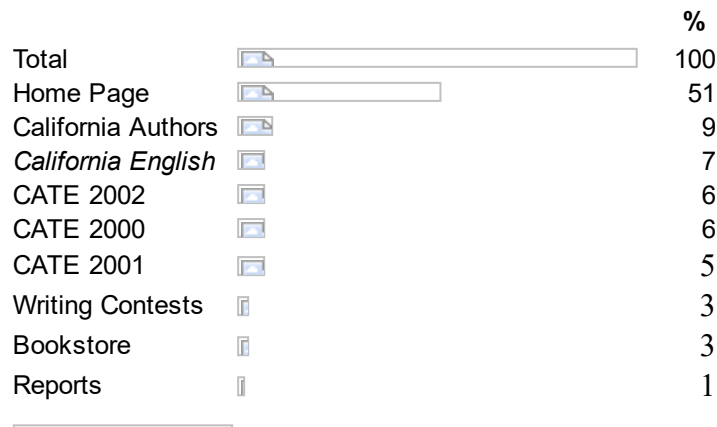 %
Total 100
Home Page 51
California Authors 9
California English 7
CATE 2002 6
CATE 2000 6
CATE 2001 5
Writing Contests 3
Bookstore 3
Reports 1